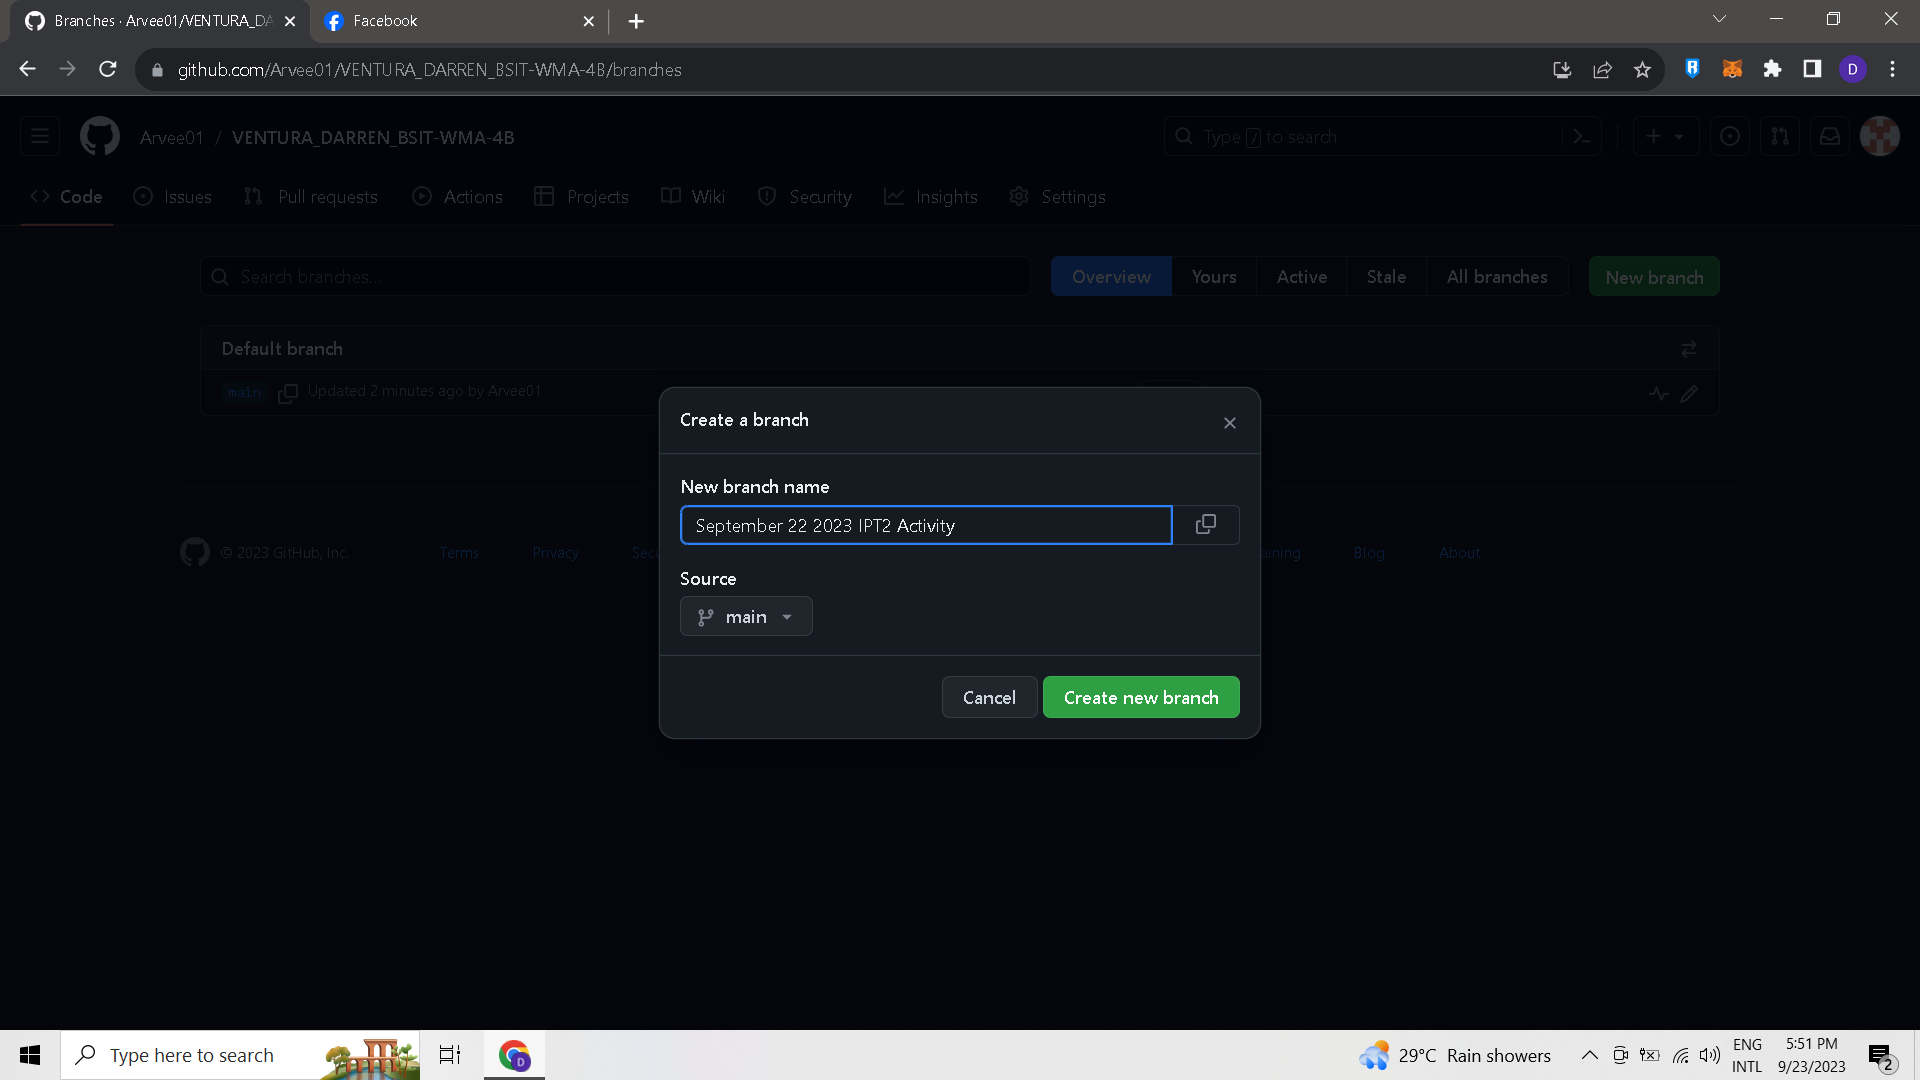 Branches · Arvee01/VENTURA_DA
Facebook
github.com/Arvee01/VENTURA_DARREN_BSIT-WMA-4B/branches
D
Arvee01 / VENTURA_DARREN_BSIT-WMA-4B
Type / to search
Code Issues Pull requests Actions Projects Wiki Security Insights Settings
Search branches...
Overview Yours Active Stale All branches New branch
Default branch
main Updated 2 minutes ago by Arvee01
Create a branch
New branch name
September 22 2023 IPT2 Activity
Source
main
Cancel Create new branch
© 2023 GitHub, Inc. Terms Privacy Secu aining Blog About
Type here to search
D
29°C Rain showers
ENG
INTL
5:51 PM
9/23/2023
2